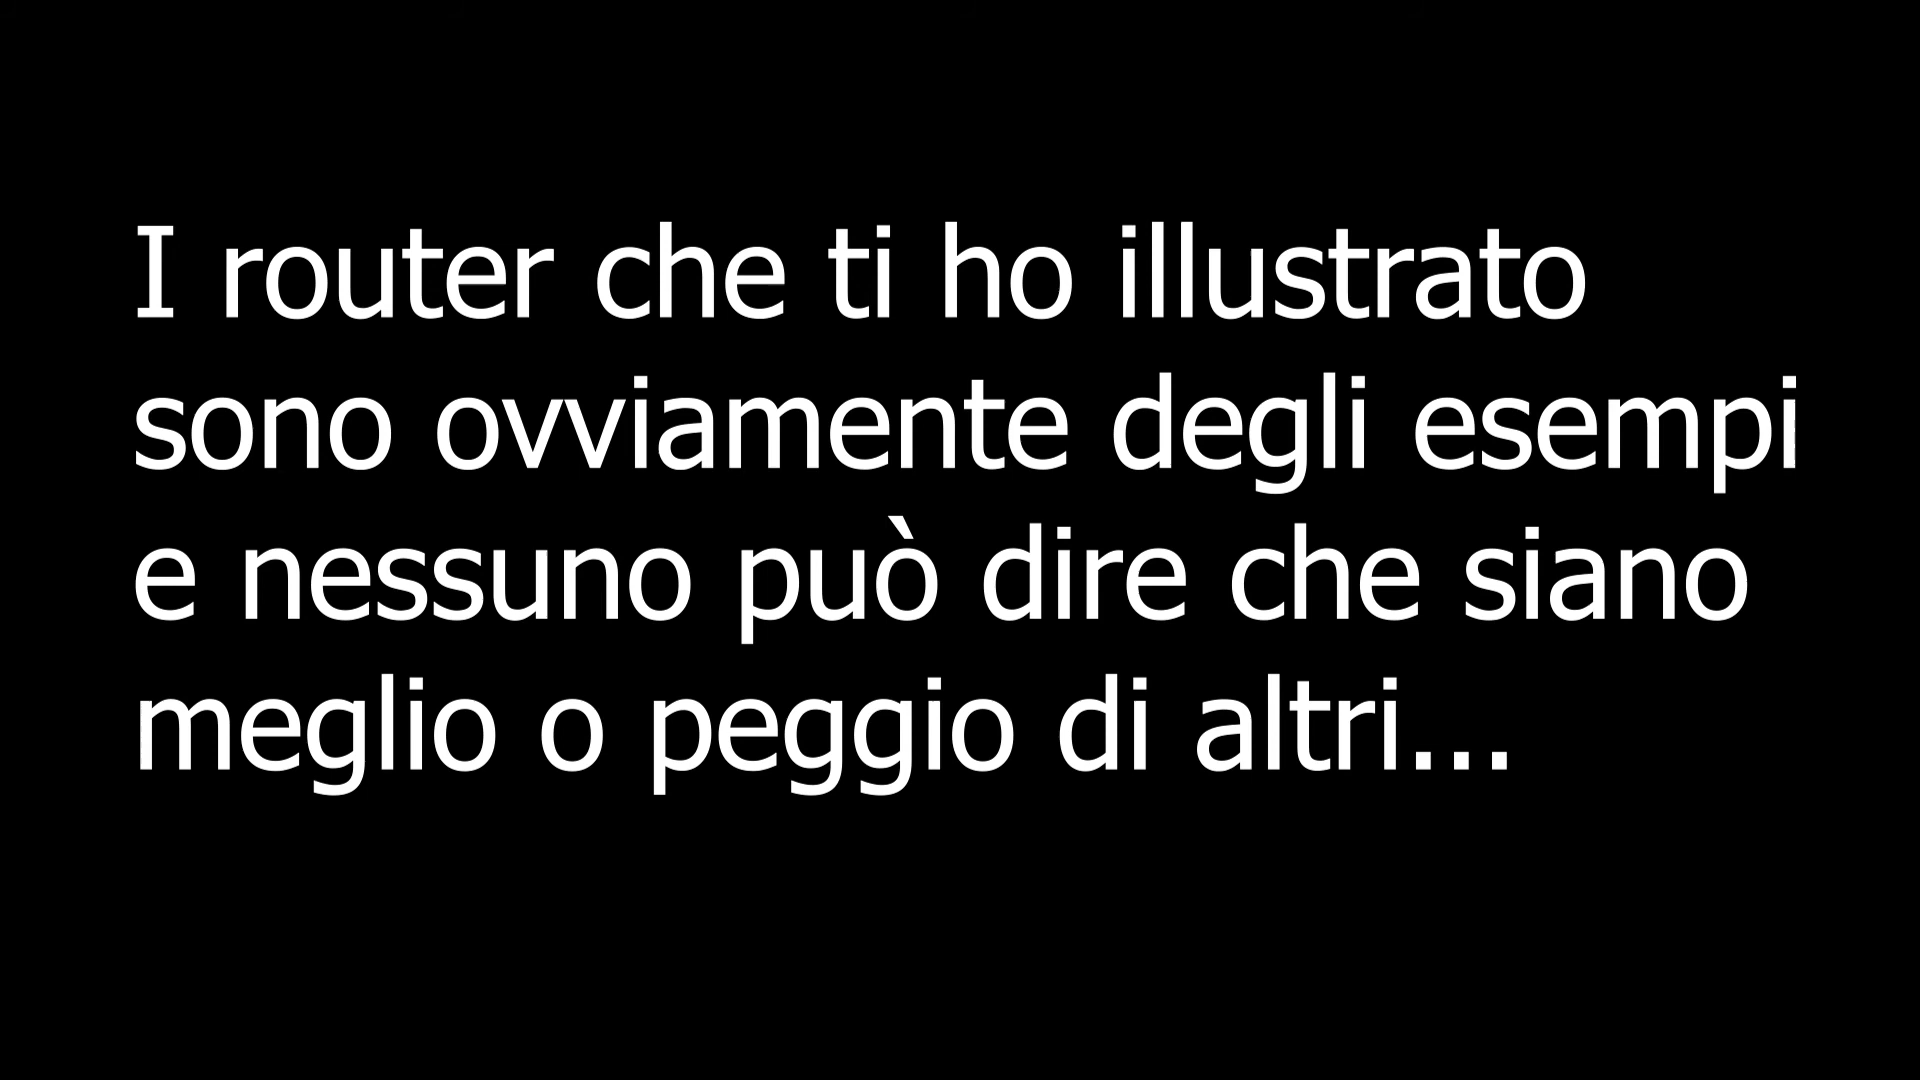 I router che ti ho illustrato
sono ovviamente degli esempi
e nessuno può dire che siano
meglio o peggio di altri...